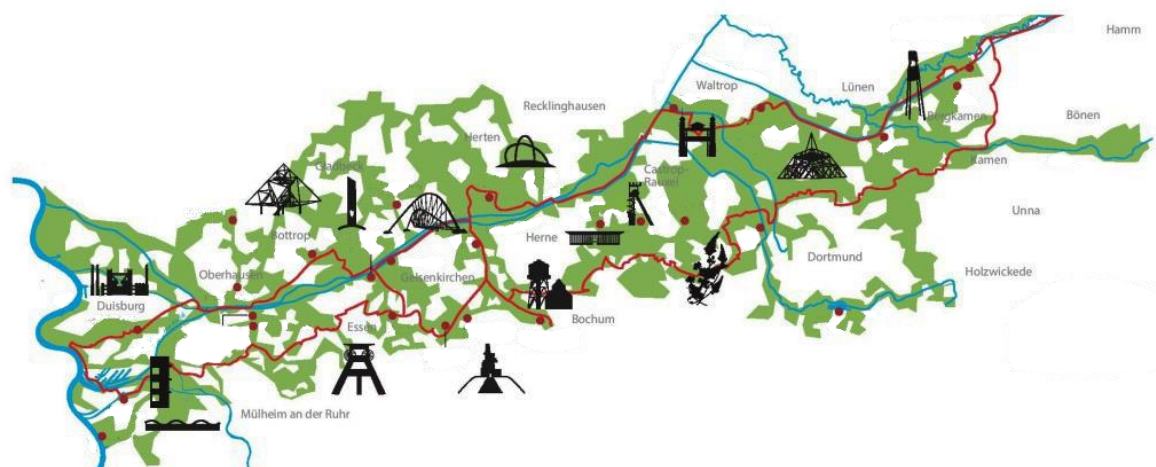 Hamm
Waltrop
Lünen
Recklinghausen
Bergkamen
Bönen
Herten
Kamen
Gladbeck
Castrop-
Rauxel
Unna
Bottrop
Herne
Dortmund
Oberhausen
Gelsenkirchen
Holzwickede
Duisburg
Essen
Bochum
Mülheim an der Ruhr